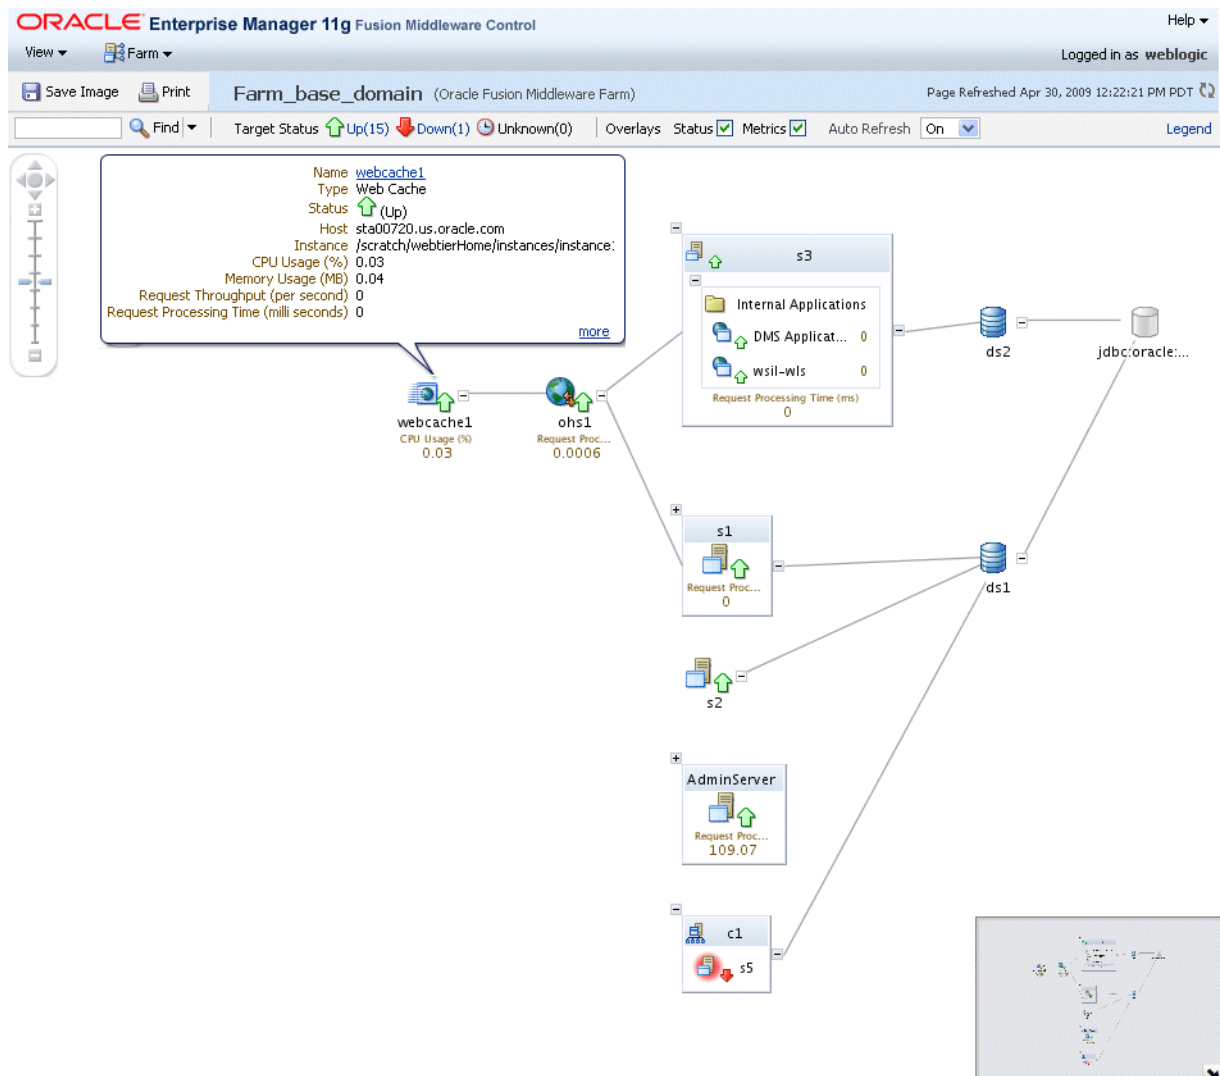 ORACLE Enterprise Manager 11g Fusion Middleware Control
Help
View Farm
Logged in as weblogic
Save Image Print
Farm_base_domain (Oracle Fusion Middleware Farm)
Page Refreshed Apr 30, 2009 12:22:21 PM PDT
Find Target Status Up(15) Down(1) Unknown(0) Overlays Status Metrics Auto Refresh On Legend
Name webcache1
Type Web Cache
Status (Up)
Host sta00720.us.oracle.com
Instance /scratch/webtierHome/instances/instance:
CPU Usage (%) 0.03
Memory Usage (MB) 0.04
Request Throughput (per second) 0
Request Processing Time (milli seconds) 0
more
s3
Internal Applications
DMS Applicat... 0
wsil-wls 0
Request Processing Time (ms)
0
ds2
jdbc:oracle:...
webcache1
CPU Usage (%)
0.03
ohs1
Request Proc...
0.0006
s1
Request Proc...
0
ds1
s2
AdminServer
Request Proc...
109.07
c1
s5